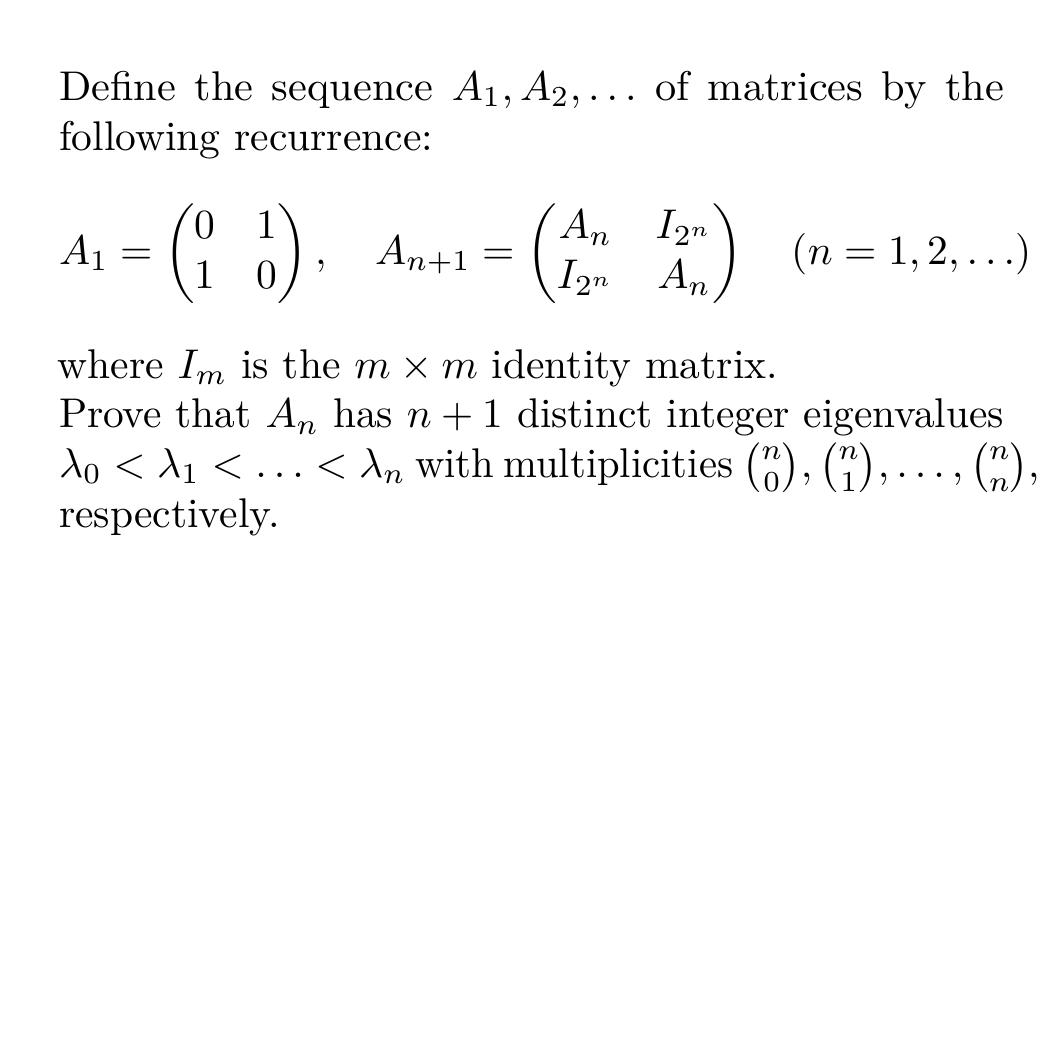 Define the sequence $A_1, A_2, \ldots$ of matrices by the
following recurrence:
$A_1 = \begin{pmatrix} 0 & 1 \\ 1 & 0 \end{pmatrix}, \quad A_{n+1} = \begin{pmatrix} A_n & I_{2^n} \\ I_{2^n} & A_n \end{pmatrix} \quad (n = 1, 2, \ldots)$
where $I_m$ is the $m \times m$ identity matrix.
Prove that $A_n$ has $n + 1$ distinct integer eigenvalues
$\lambda_0 < \lambda_1 < \ldots < \lambda_n$ with multiplicities $\binom{n}{0}, \binom{n}{1}, \ldots, \binom{n}{n},$
respectively.